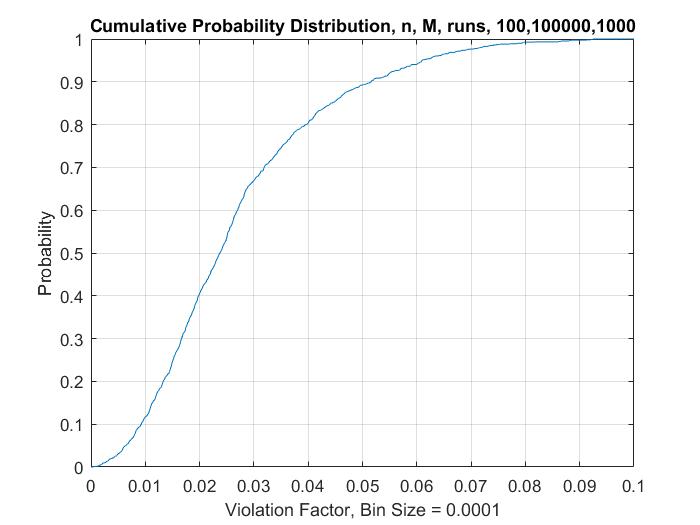 Cumulative Probability Distribution, n, M, runs, 100,100000,1000
1
0.9
0.8
0.7
0.6
0.5
0.4
0.3
0.2
0.1
0
Probability
0 0.01 0.02 0.03 0.04 0.05 0.06 0.07 0.08 0.09 0.1
Violation Factor, Bin Size = 0.0001